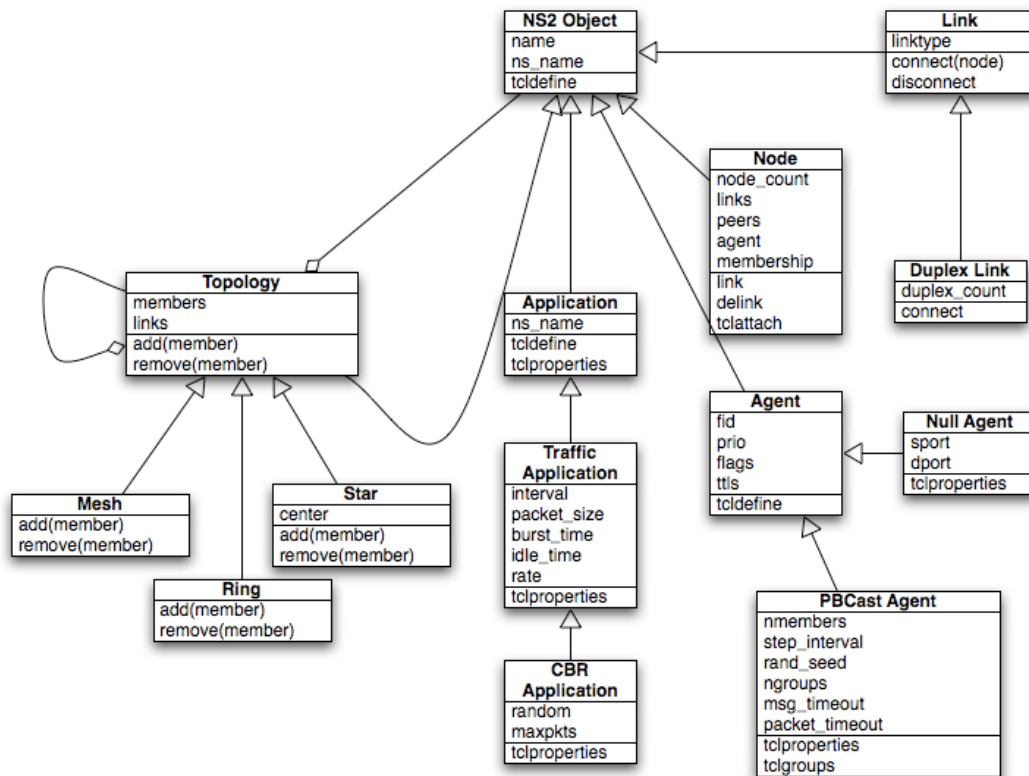 NS2 Object
name
ns_name
tcldefine
Link
linktype
connect(node)
disconnect
Node
node_count
links
peers
agent
membership
link
delink
tclattach
Duplex Link
duplex_count
connect
Topology
members
links
add(member)
remove(member)
Application
ns_name
tcldefine
tclproperties
Agent
fid
prio
flags
ttls
tcldefine
Null Agent
sport
dport
tclproperties
Traffic
Application
interval
packet_size
burst_time
idle_time
rate
tclproperties
Mesh
add(member)
remove(member)
Star
center
add(member)
remove(member)
Ring
add(member)
remove(member)
PBCast Agent
nmembers
step_interval
rand_seed
ngroups
msg_timeout
packet_timeout
tclproperties
tclgroups
CBR
Application
random
maxpkts
tclproperties